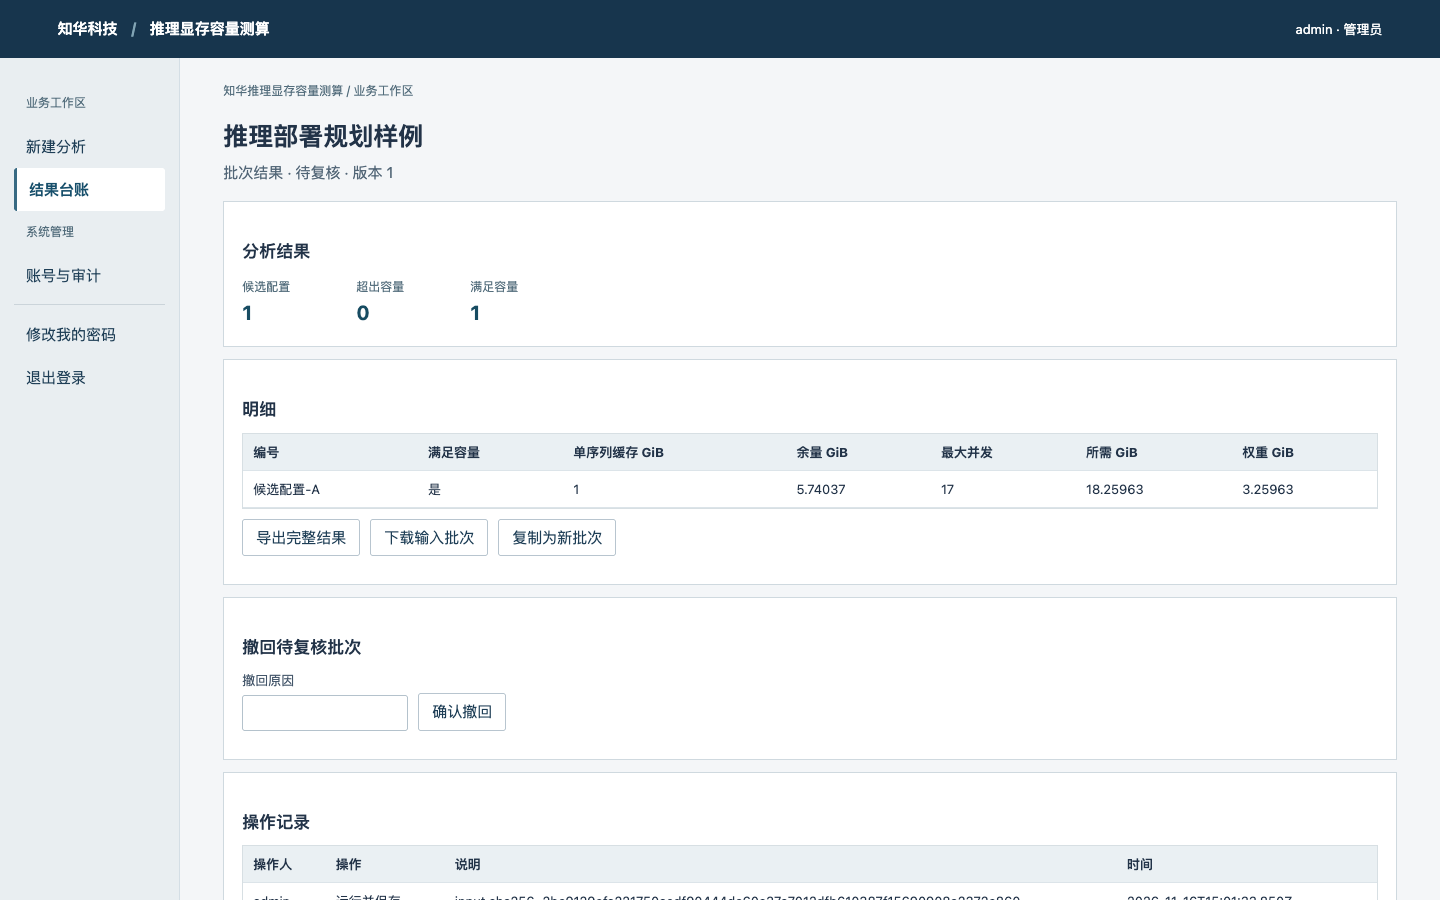 知华科技 / 推理显存容量测算
admin · 管理员
业务工作区
新建分析
结果台账
系统管理
账号与审计
修改我的密码
退出登录
知华推理显存容量测算 / 业务工作区
推理部署规划样例
批次结果 · 待复核 · 版本 1
分析结果
候选配置 超出容量 满足容量
1 0 1
明细
编号 满足容量 单序列缓存 GiB 余量 GiB 最大并发 所需 GiB 权重 GiB
候选配置-A 是 1 5.74037 17 18.25963 3.25963
导出完整结果 下载输入批次 复制为新批次
撤回待复核批次
撤回原因
确认撤回
操作记录
操作人 操作 说明 时间
admin 运行并保存